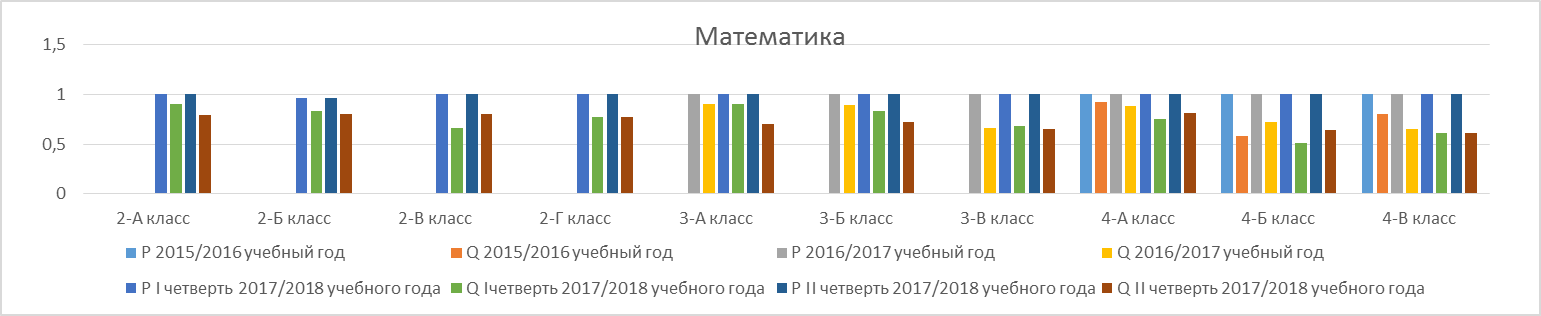 Математика
1,5
1
0,5
0
2-А класс 2-Б класс 2-В класс 2-Г класс 3-А класс 3-Б класс 3-В класс 4-А класс 4-Б класс 4-В класс
P 2015/2016 учебный год Q 2015/2016 учебный год P 2016/2017 учебный год Q 2016/2017 учебный год
P I четверть 2017/2018 учебного года Q Iчетверть 2017/2018 учебного года P II четверть 2017/2018 учебного года Q II четверть 2017/2018 учебного года